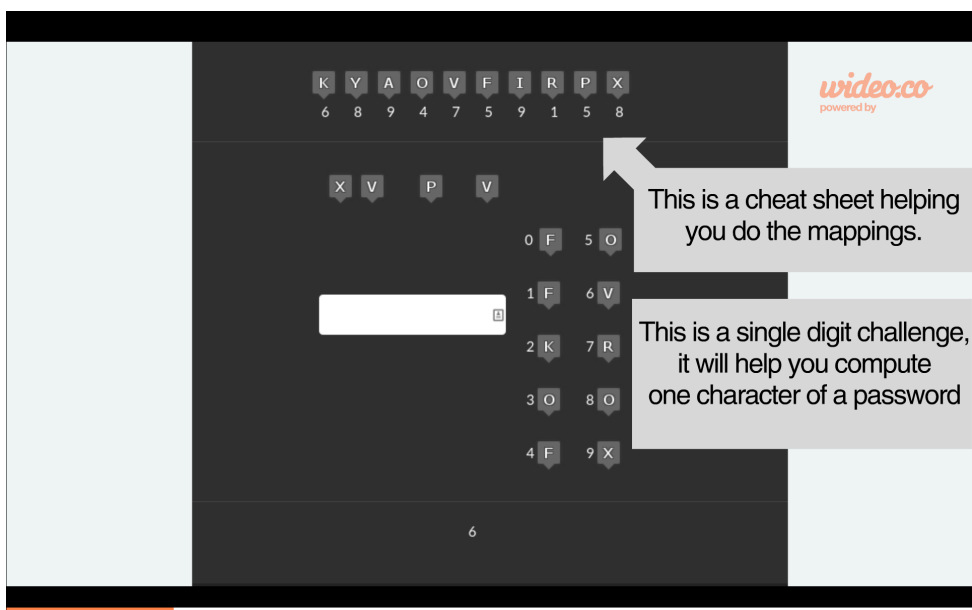 K Y A O V F I R P X
6 8 9 4 7 5 9 1 5 8
wideo.co
powered by
X V P V
This is a cheat sheet helping
you do the mappings.
0 F 5 O
1 F 6 V
2 K 7 R
3 O 8 O
4 F 9 X
This is a single digit challenge,
it will help you compute
one character of a password
6